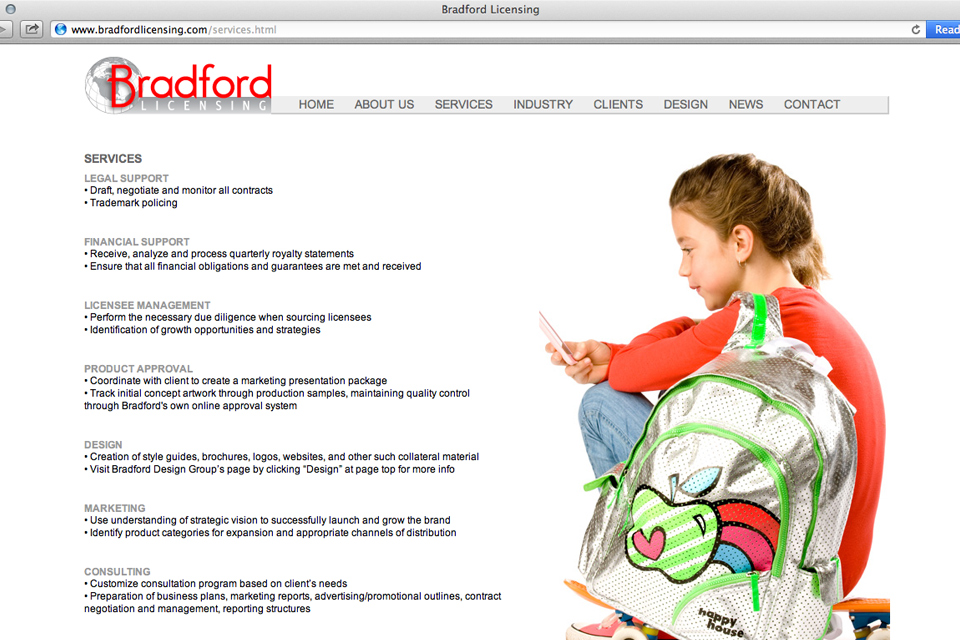 Bradford Licensing
www.bradfordlicensing.com/services.html
Read
Bradford
LICENSING
HOME ABOUT US SERVICES INDUSTRY CLIENTS DESIGN NEWS CONTACT
SERVICES
LEGAL SUPPORT
• Draft, negotiate and monitor all contracts
• Trademark policing
FINANCIAL SUPPORT
• Receive, analyze and process quarterly royalty statements
• Ensure that all financial obligations and guarantees are met and received
LICENSEE MANAGEMENT
• Perform the necessary due diligence when sourcing licensees
• Identification of growth opportunities and strategies
PRODUCT APPROVAL
• Coordinate with client to create a marketing presentation package
• Track initial concept artwork through production samples, maintaining quality control
through Bradford's own online approval system
DESIGN
• Creation of style guides, brochures, logos, websites, and other such collateral material
• Visit Bradford Design Group's page by clicking “Design” at page top for more info
MARKETING
• Use understanding of strategic vision to successfully launch and grow the brand
• Identify product categories for expansion and appropriate channels of distribution
CONSULTING
• Customize consultation program based on client's needs
• Preparation of business plans, marketing reports, advertising/promotional outlines, contract
negotiation and management, reporting structures
happy
house